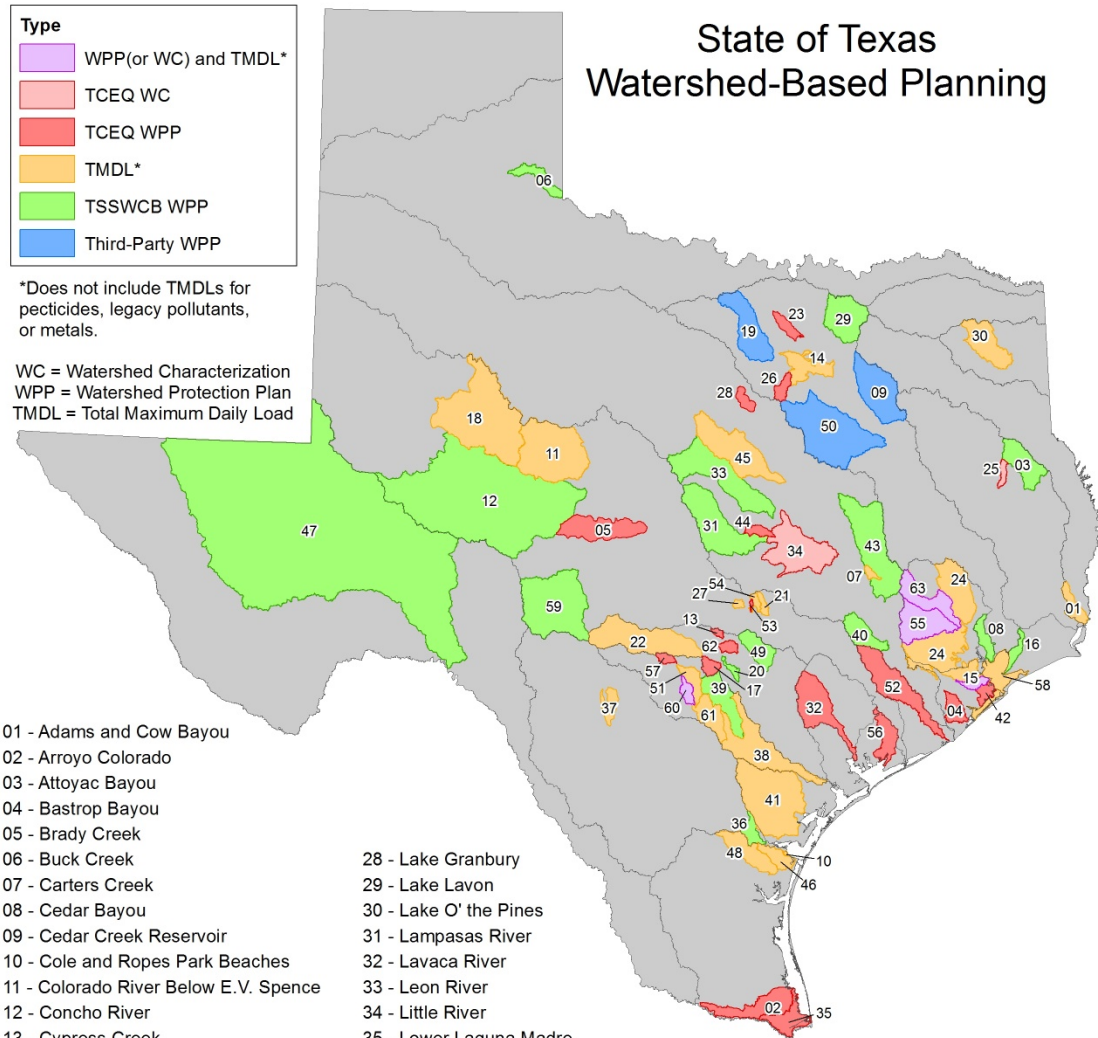 State of Texas
Watershed-Based Planning
Type
WPP(or WC) and TMDL*
TCEQ WC
TCEQ WPP
TMDL*
TSSWCB WPP
Third-Party WPP
*Does not include TMDLs for
pecticides, legacy pollutants,
or metals.
WC = Watershed Characterization
WPP = Watershed Protection Plan
TMDL = Total Maximum Daily Load
06
23
19
29
30
14
26
28
09
18
50
11
45
33
25
03
12
47
05
31
44
34
43
07
24
63
54
27
21
53
01
59
55
13
08
16
22
62
49
40
24
57
20
15
58
51
39
17
60
52
37
61
32
04
42
56
38
41
36
48
10
46
02
35
01 - Adams and Cow Bayou
02 - Arroyo Colorado
03 - Attoyac Bayou
04 - Bastrop Bayou
05 - Brady Creek
06 - Buck Creek
07 - Carters Creek
08 - Cedar Bayou
09 - Cedar Creek Reservoir
10 - Cole and Ropes Park Beaches
11 - Colorado River Below E.V. Spence
12 - Concho River
13 - Cypress Creek
28 - Lake Granbury
29 - Lake Lavon
30 - Lake O' the Pines
31 - Lampasas River
32 - Lavaca River
33 - Leon River
34 - Little River
35 - Lower Laguna Madre